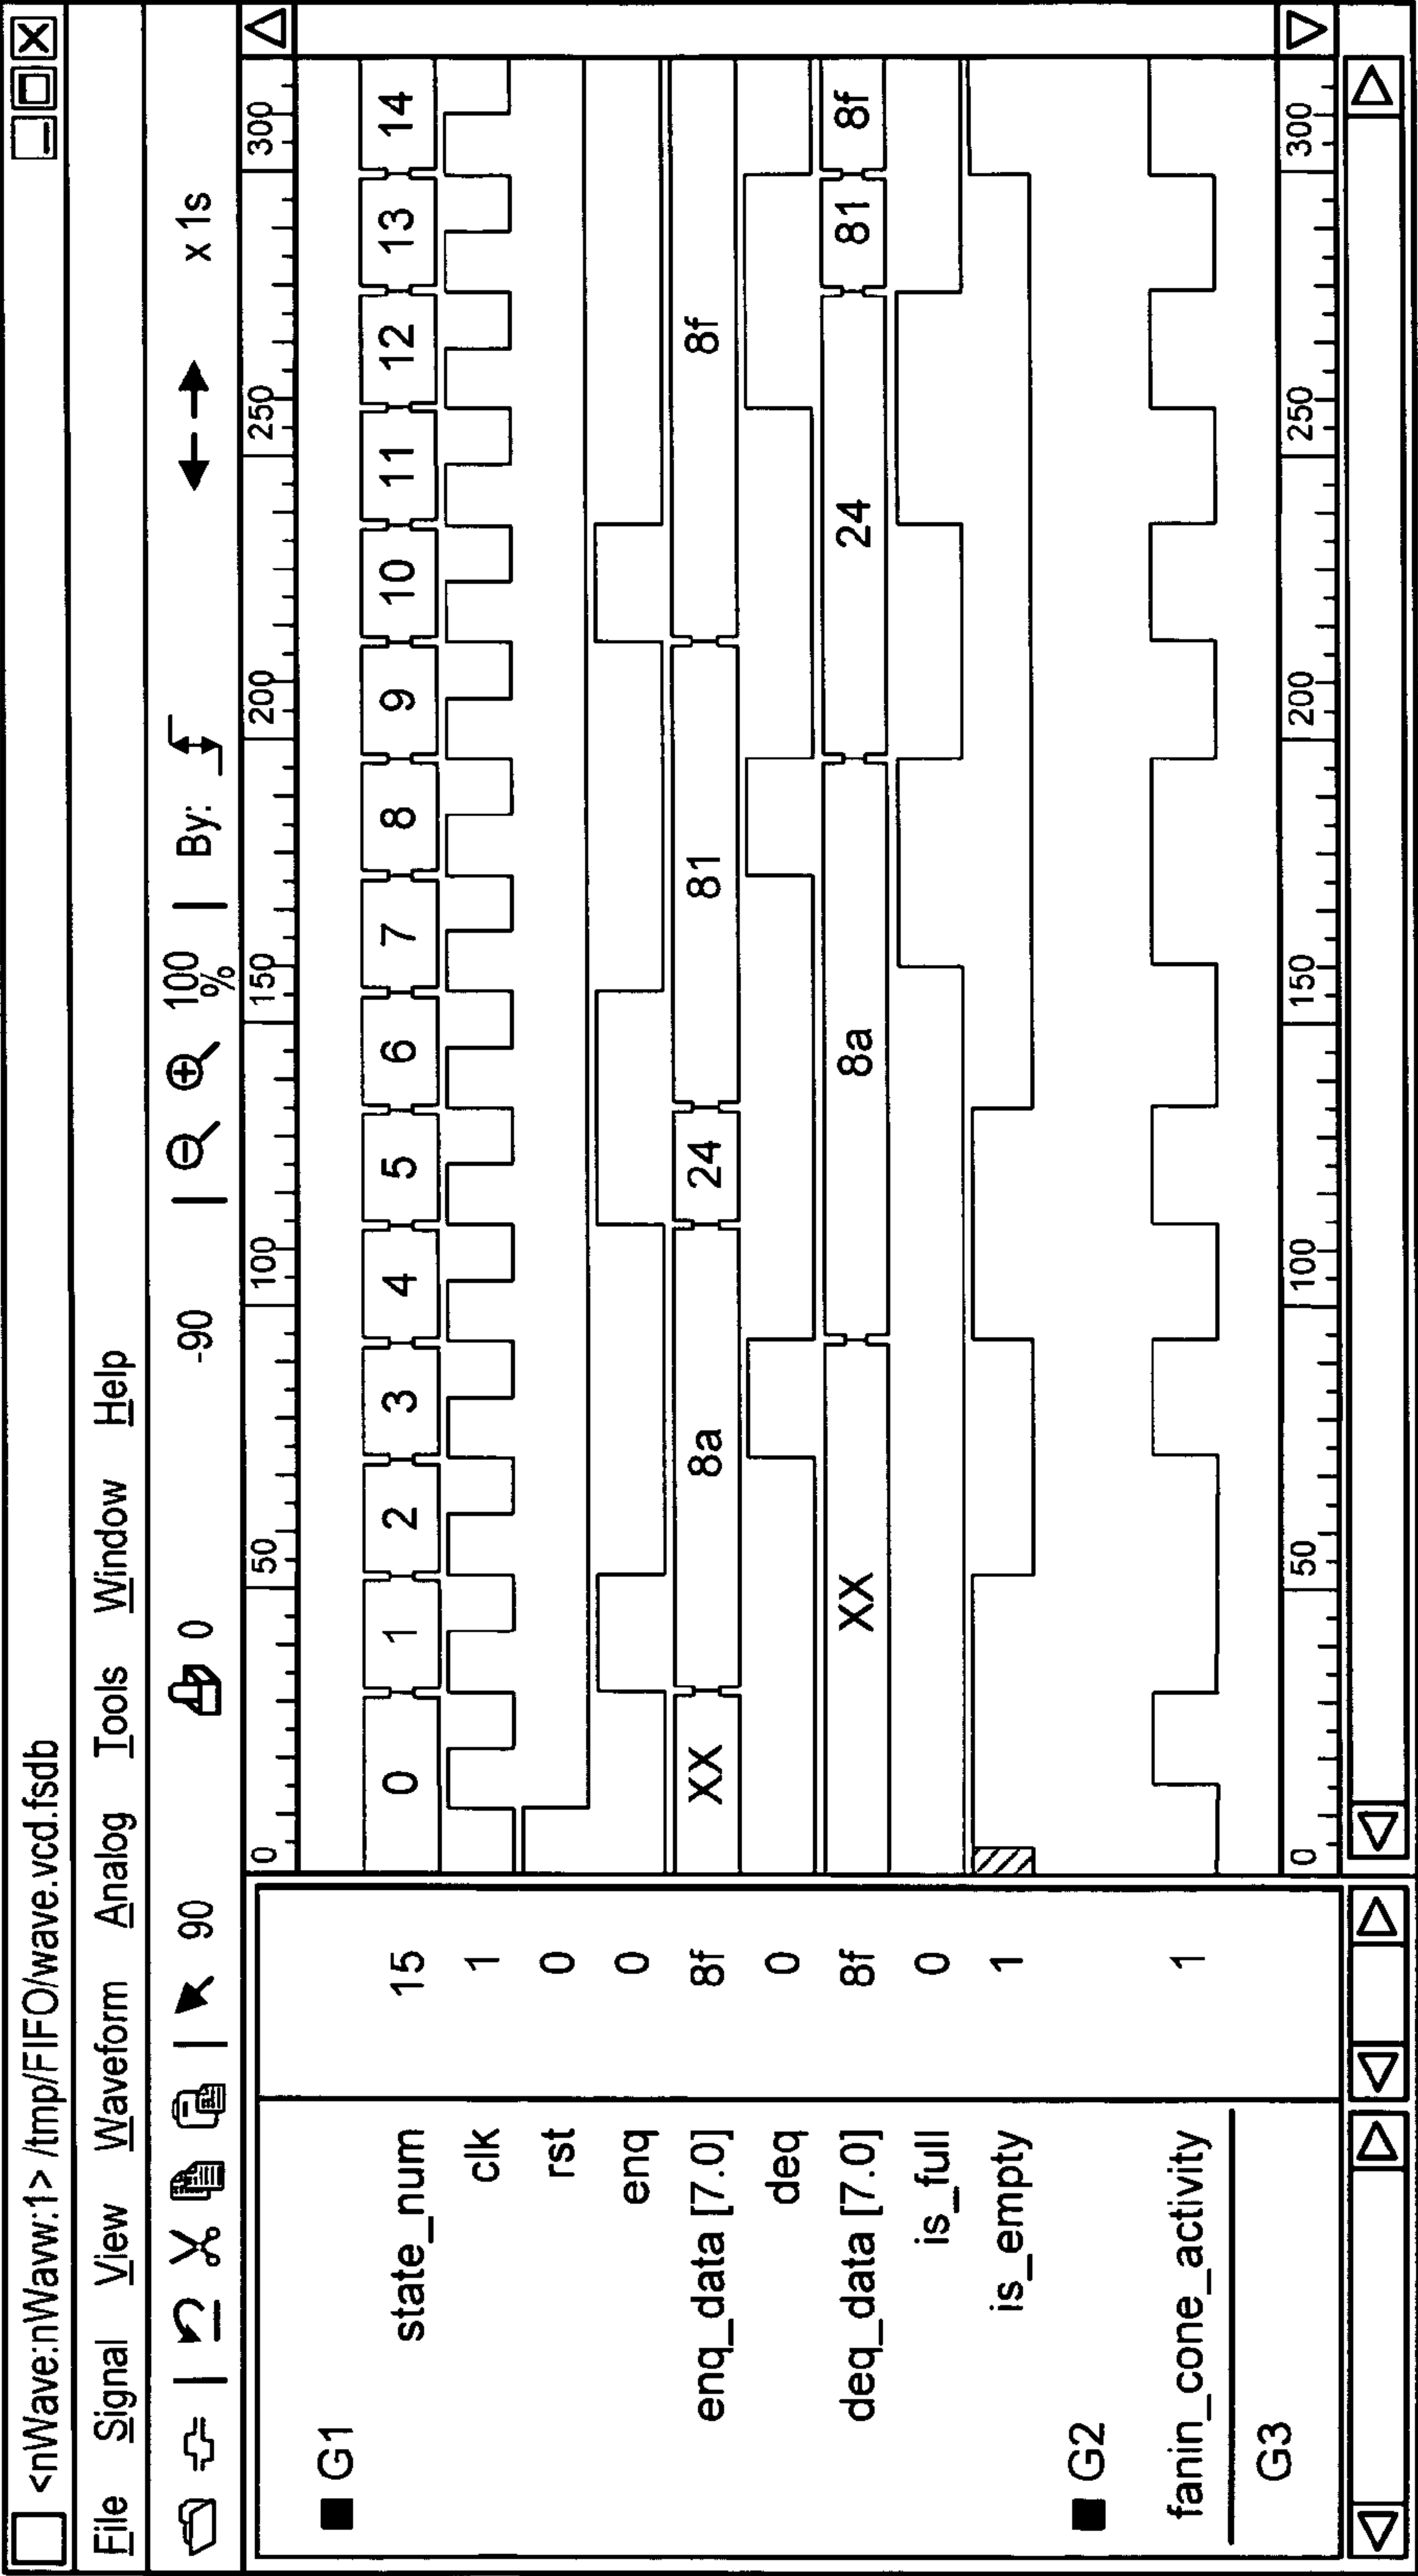 <nWave:nWavw:1> /tmp/FIFO/wave.vcd.fsdb
File Signal View Waveform Analog Tools Window Help
90 0 -90 100 % By: x 1s
0 50 100 150 200 250 300
G1
state_num 15 0 1 2 3 4 5 6 7 8 9 10 11 12 13 14
clk 1
rst 0
enq 0
enq_data [7.0] 8f XX 8a 24 81 8f
deq 0
deq_data [7.0] 8f XX 8a 24 81 8f
is_full 0
is_empty 1
G2
fanin_cone_activity 1
G3
0 50 100 150 200 250 300